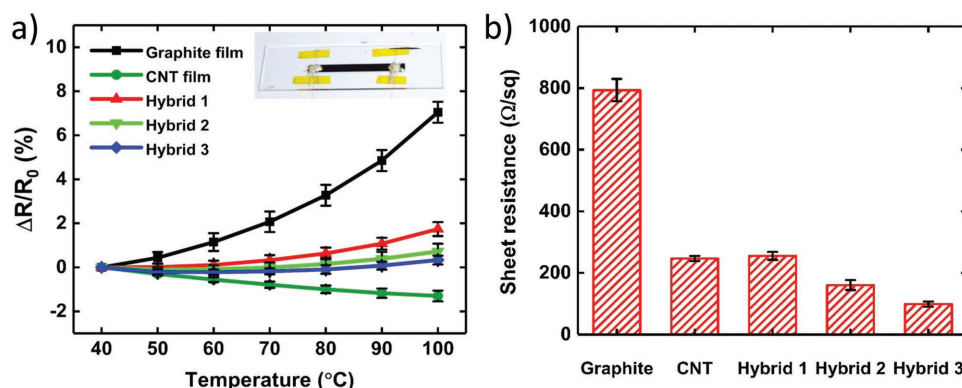 a)
ΔR/R0 (%)
10
8
6
4
2
0
-2
Graphite film
CNT film
Hybrid 1
Hybrid 2
Hybrid 3
40 50 60 70 80 90 100
Temperature (°C)
b)
Sheet resistance (Ω/sq)
1000
800
600
400
200
0
Graphite CNT Hybrid 1 Hybrid 2 Hybrid 3